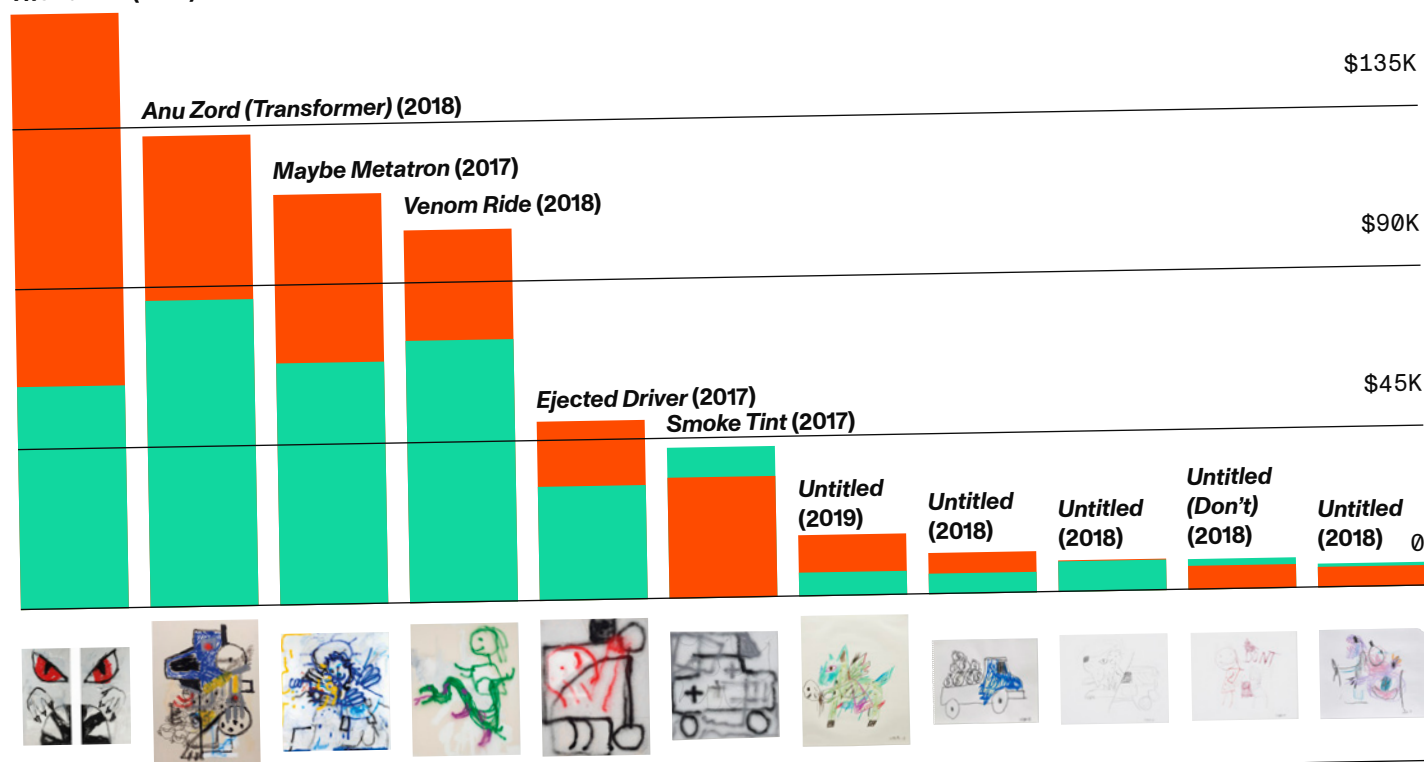 $135K
Anu Zord (Transformer) (2018)
Maybe Metatron (2017)
Venom Ride (2018)
$90K
$45K
Ejected Driver (2017)
Smoke Tint (2017)
Untitled
(2019)
Untitled
(2018)
Untitled
(2018)
Untitled
(Don't)
(2018)
Untitled
(2018)
0